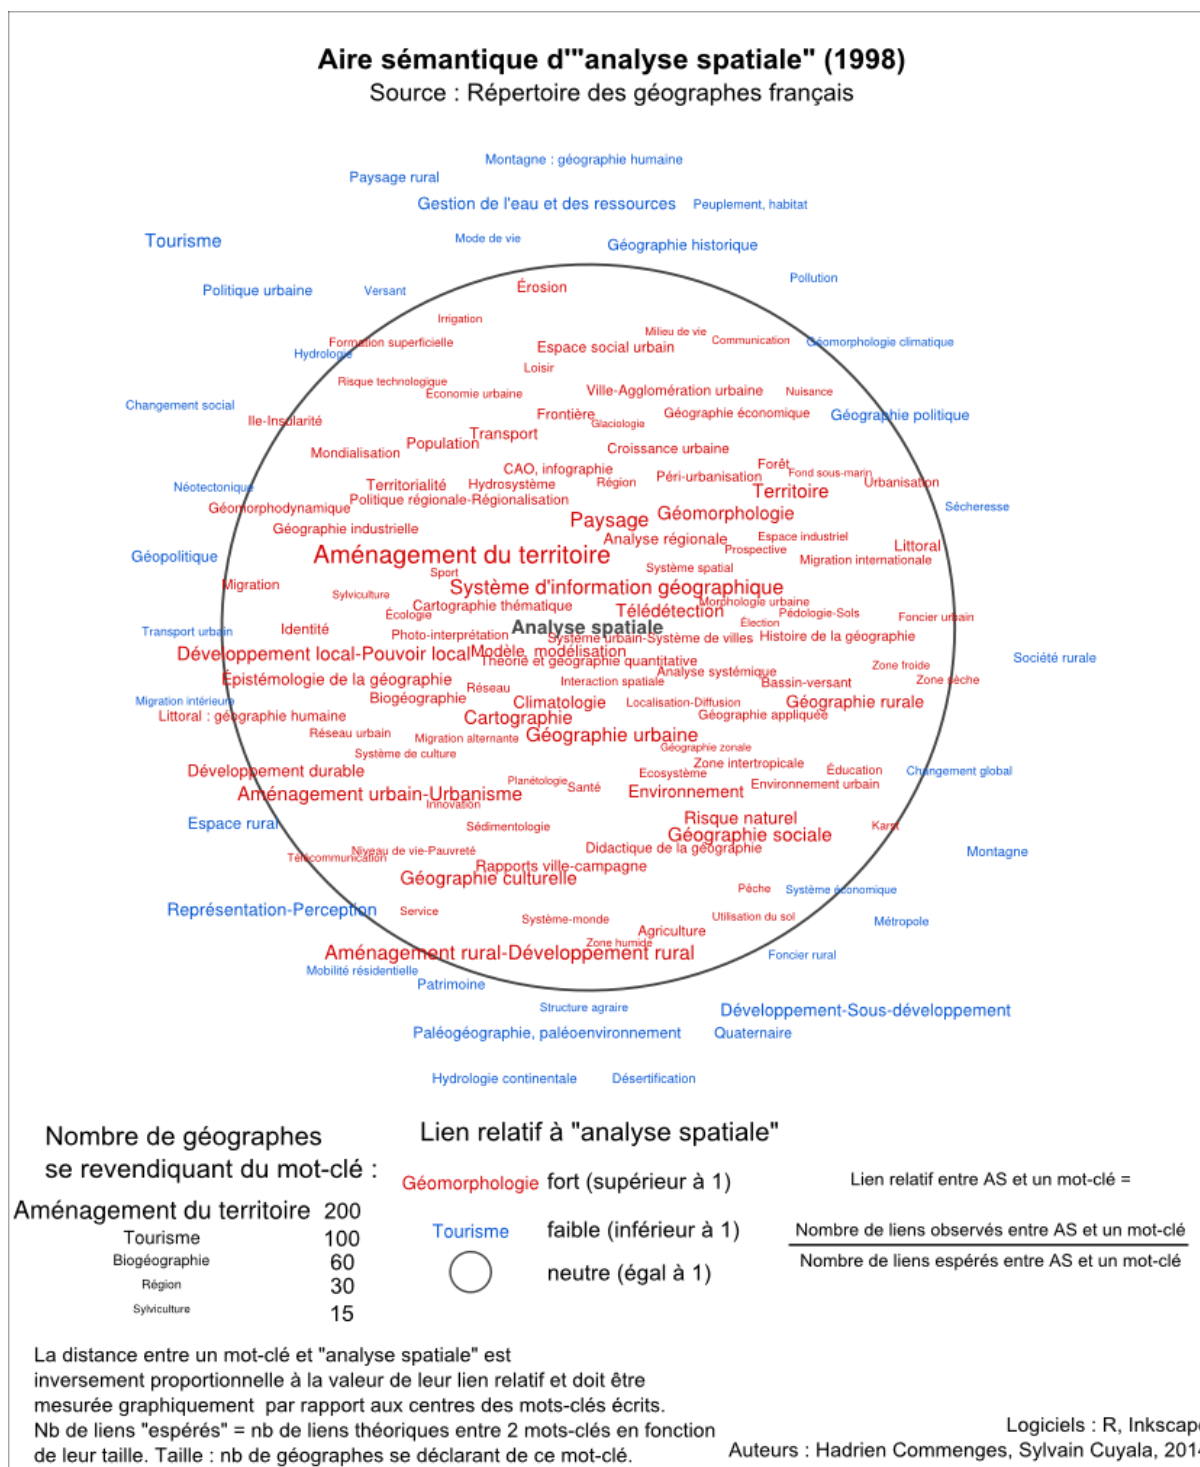 Aire sémantique d'"analyse spatiale" (1998)
Source : Répertoire des géographes français
Montagne : géographie humaine
Paysage rural
Gestion de l'eau et des ressources
Peuplement, habitat
Tourisme
Mode de vie
Géographie historique
Pollution
Politique urbaine
Versant
Érosion
Irrigation
Milieu de vie
Formation superficielle
Communication
Géomorphologie climatique
Hydrologie
Espace social urbain
Loisir
Risque technologique
Économie urbaine
Ville-Agglomération urbaine
Nuisance
Changement social
Ile-Insularité
Frontière
Géographie économique
Géographie politique
Glaciologie
Transport
Population
Mondialisation
Croissance urbaine
CAO, infographie
Forêt
Péri-urbanisation
Fond sous-marin
Territorialité
Hydrosystème
Région
Urbanisation
Néotectonique
Territoire
Politique régionale-Régionalisation
Géomorphodynamique
Sécheresse
Paysage
Géomorphologie
Géographie industrielle
Analyse régionale
Espace industriel
Littoral
Géopolitique
Aménagement du territoire
Prospective
Migration internationale
Sport
Système spatial
Migration
Système d'information géographique
Sylviculture
Cartographie thématique
Morphologie urbaine
Écologie
Télédétection
Pédologie-Sols
Foncier urbain
Élection
Transport urbain
Identité
Photo-interprétation
Analyse spatiale
Système urbain-Système de villes
Histoire de la géographie
Développement local-Pouvoir local
Modèle, modélisation
Théorie et géographie quantitative
Société rurale
Zone froide
Épistémologie de la géographie
Analyse systémique
Interaction spatiale
Bassin-versant
Zone sèche
Réseau
Migration intérieure
Biogéographie
Climatologie
Localisation-Diffusion
Géographie rurale
Littoral : géographie humaine
Cartographie
Géographie appliquée
Réseau urbain
Migration alternante
Géographie urbaine
Système de culture
Géographie zonale
Zone intertropicale
Développement durable
Ecosystème
Éducation
Changement global
Planétologie
Santé
Environnement urbain
Aménagement urbain-Urbanisme
Environnement
Innovation
Espace rural
Sédimentologie
Risque naturel
Karst
Géographie sociale
Didactique de la géographie
Niveau de vie-Pauvreté
Télécommunication
Montagne
Rapports ville-campagne
Géographie culturelle
Pêche
Système économique
Représentation-Perception
Service
Système-monde
Utilisation du sol
Métropole
Agriculture
Zone humide
Aménagement rural-Développement rural
Foncier rural
Mobilité résidentielle
Patrimoine
Structure agraire
Développement-Sous-développement
Paléogéographie, paléoenvironnement
Quaternaire
Hydrologie continentale
Désertification
Nombre de géographes
se revendiquant du mot-clé :
Aménagement du territoire 200
Tourisme 100
Biogéographie 60
Région 30
Sylviculture 15
Lien relatif à "analyse spatiale"
Géomorphologie fort (supérieur à 1)
Tourisme faible (inférieur à 1)
neutre (égal à 1)
Lien relatif entre AS et un mot-clé =
Nombre de liens observés entre AS et un mot-clé
Nombre de liens espérés entre AS et un mot-clé
La distance entre un mot-clé et "analyse spatiale" est
inversement proportionnelle à la valeur de leur lien relatif et doit être
mesurée graphiquement par rapport aux centres des mots-clés écrits.
Nb de liens "espérés" = nb de liens théoriques entre 2 mots-clés en fonction
de leur taille. Taille : nb de géographes se déclarant de ce mot-clé.
Logiciels : R, Inkscape
Auteurs : Hadrien Commenges, Sylvain Cuyala, 2014